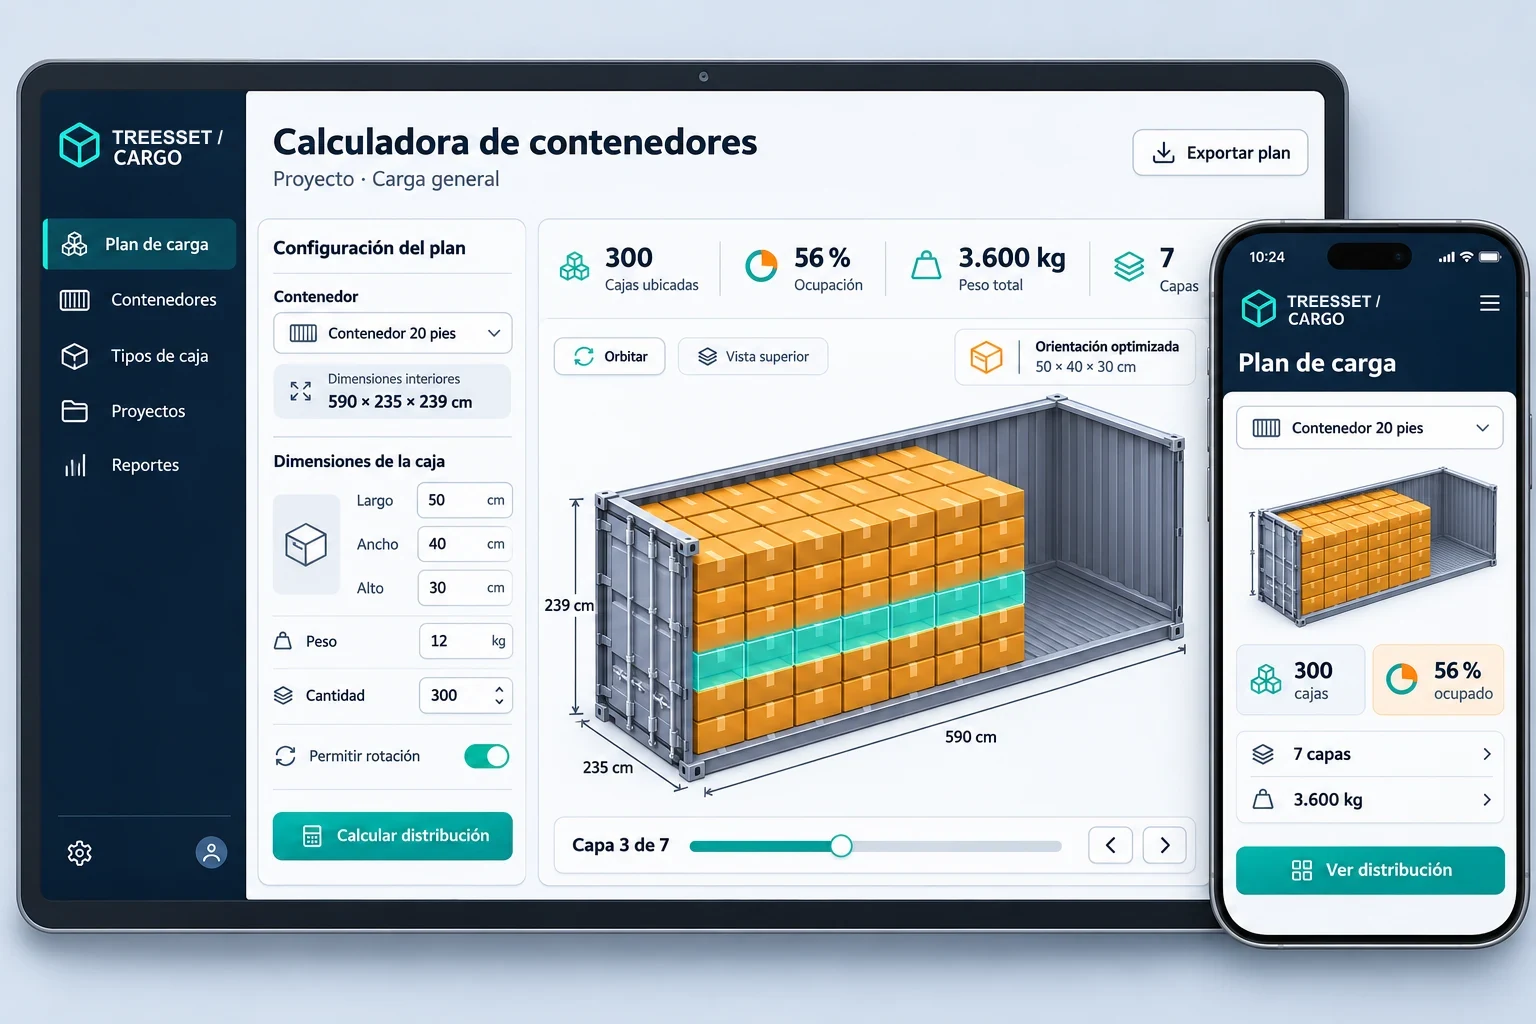 TREESSET /
CARGO
Plan de carga
Contenedores
Tipos de caja
Proyectos
Reportes
Calculadora de contenedores
Proyecto · Carga general
Exportar plan
Configuración del plan
Contenedor
Contenedor 20 pies
Dimensiones interiores
590 × 235 × 239 cm
Dimensiones de la caja
Largo 50 cm
Ancho 40 cm
Alto 30 cm
Peso 12 kg
Cantidad 300
Permitir rotación
Calcular distribución
300
Cajas ubicadas
56 %
Ocupación
3.600 kg
Peso total
7
Capas
Orbitar
Vista superior
Orientación optimizada
50 × 40 × 30 cm
239 cm
235 cm
590 cm
Capa 3 de 7
10:24
TREESSET /
CARGO
Plan de carga
Contenedor 20 pies
300
cajas
56 %
ocupado
7 capas
3.600 kg
Ver distribución